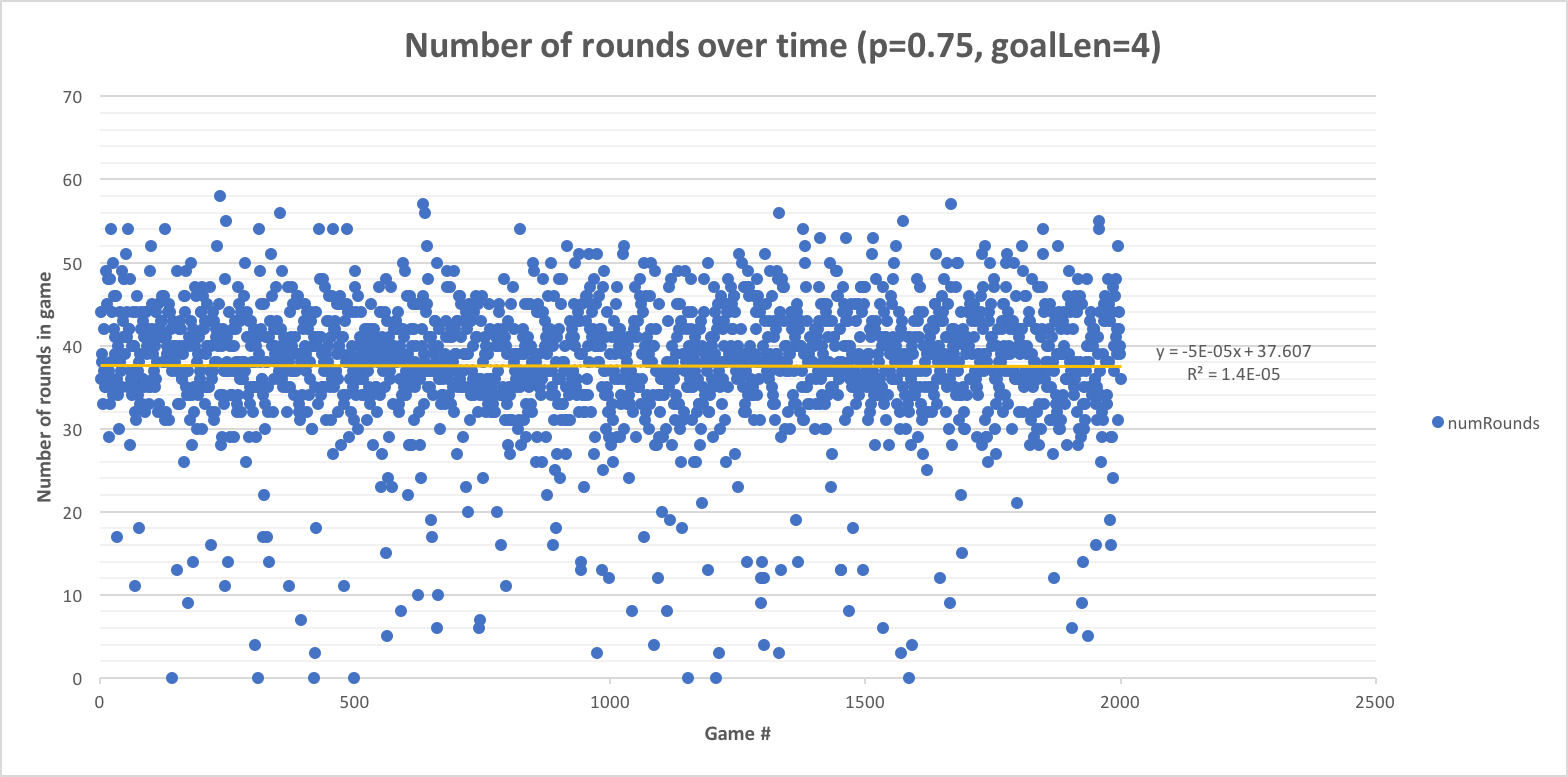 Number of rounds over time (p=0.75, goalLen=4)
70
60
50
40
30
20
10
0
Number of rounds in game
y = -5E-05x + 37.607
R² = 1.4E-05
numRounds
0 500 1000 1500 2000 2500
Game #